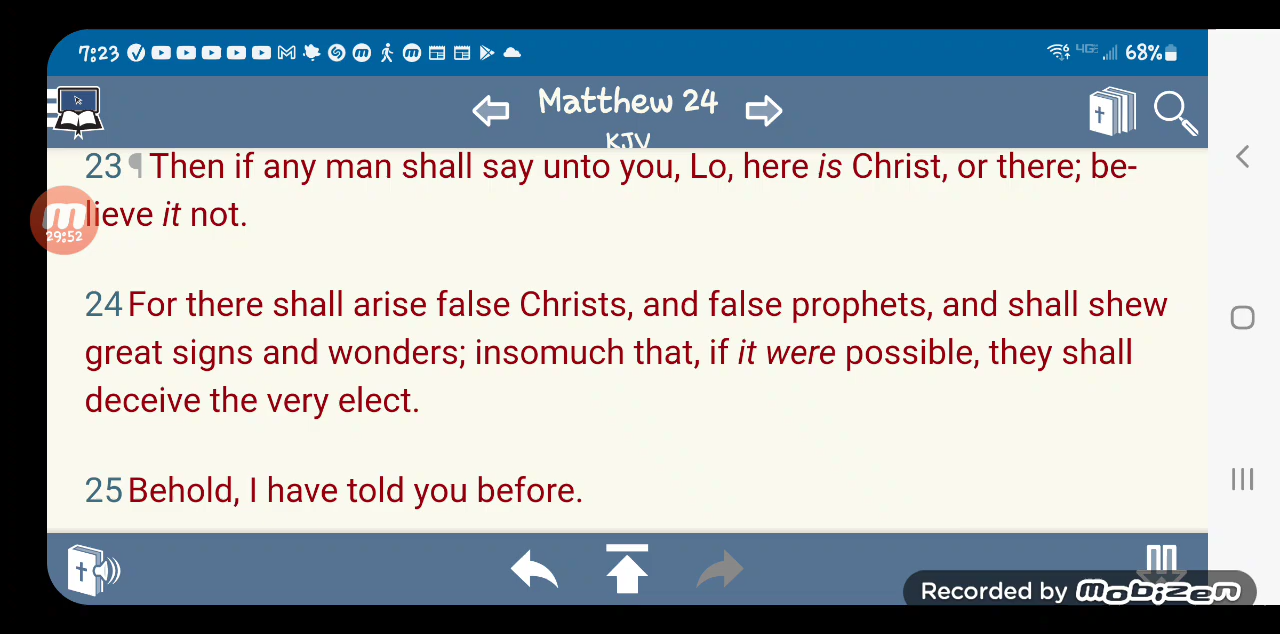 7:23 68%
Matthew 24
KJV
23 ¶ Then if any man shall say unto you, Lo, here is Christ, or there; be-
lieve it not.
29:52
24 For there shall arise false Christs, and false prophets, and shall shew
great signs and wonders; insomuch that, if it were possible, they shall
deceive the very elect.
25 Behold, I have told you before.
Recorded by mobizen